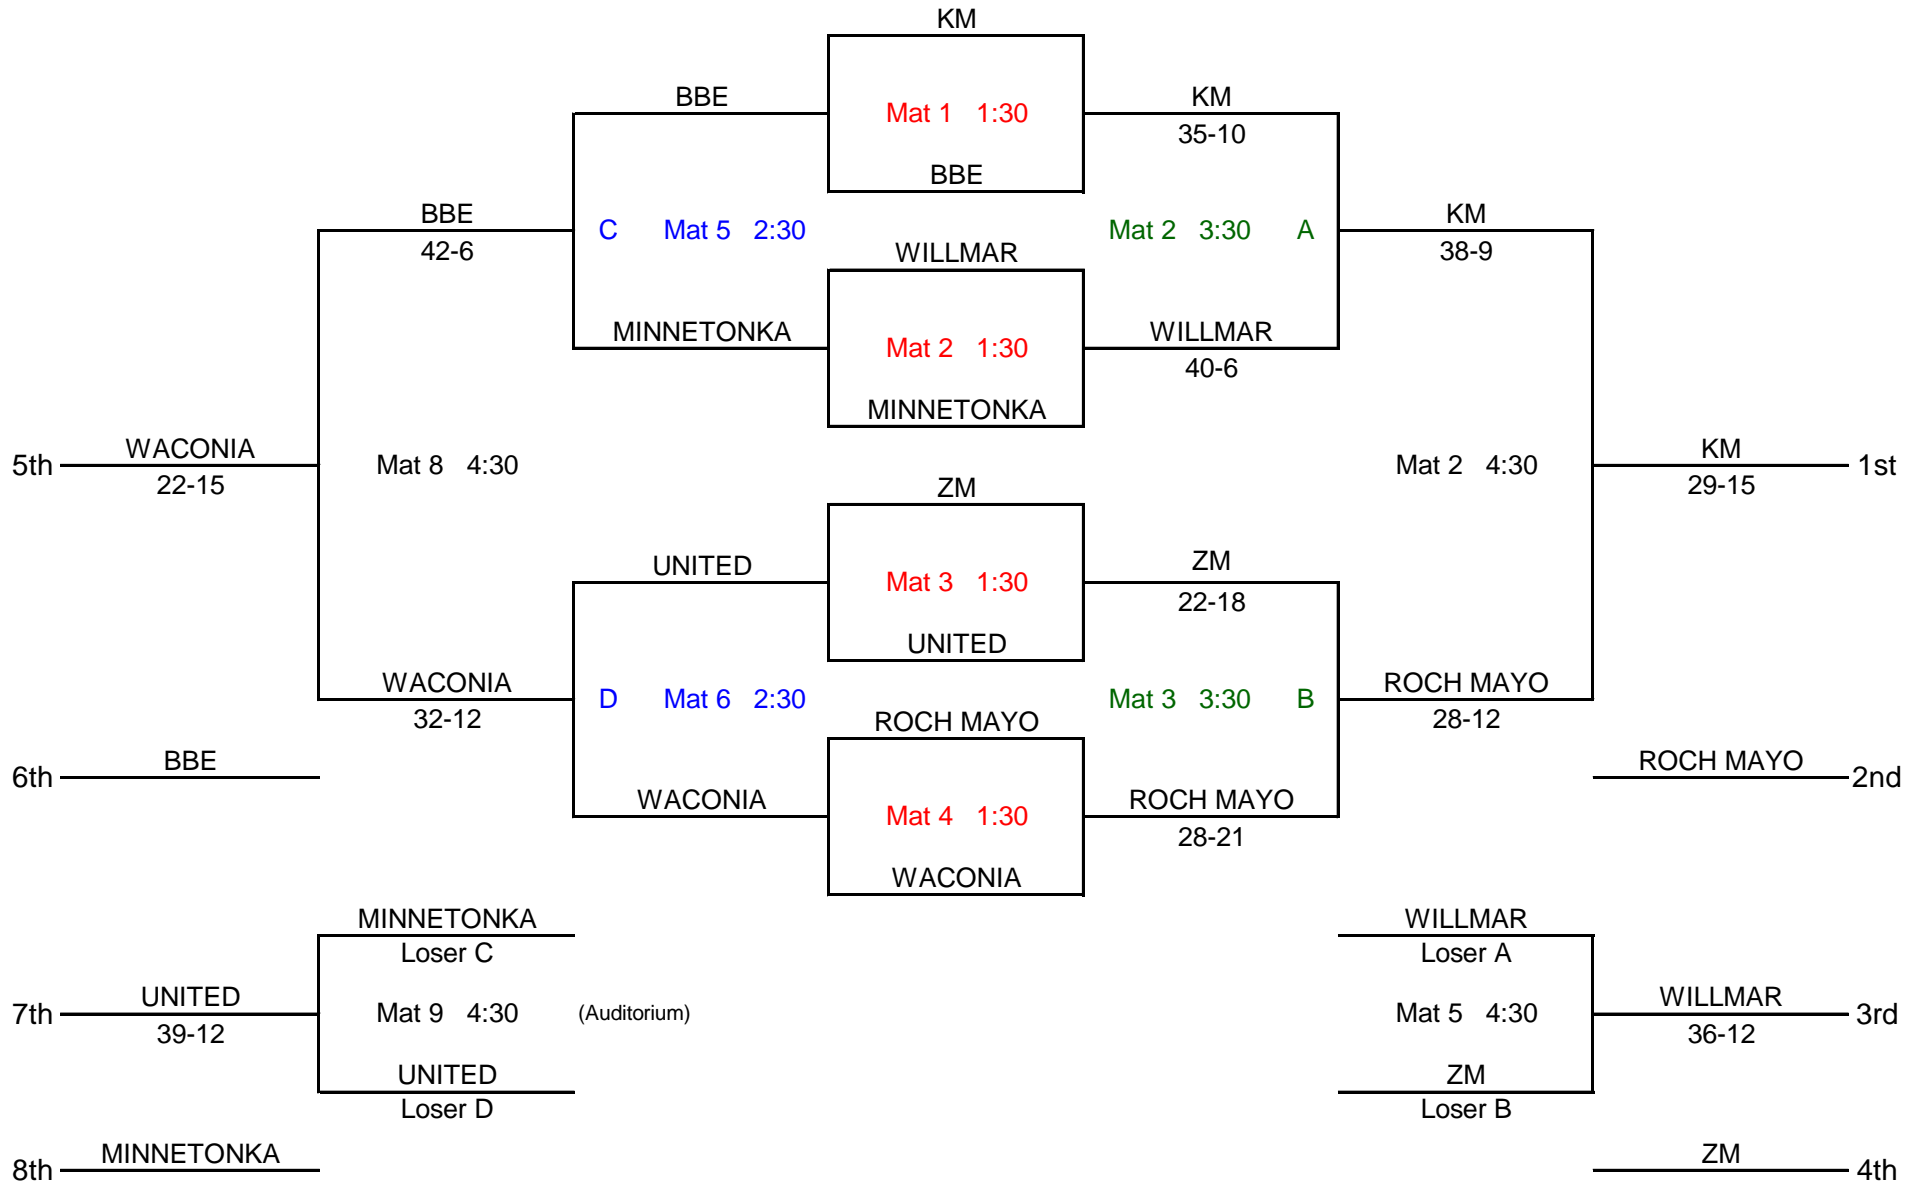 KM
BBE
KM
Mat 1 1:30
35-10
BBE
BBE
KM
C Mat 5 2:30
Mat 2 3:30 A
42-6
WILLMAR
38-9
MINNETONKA
WILLMAR
Mat 2 1:30
40-6
MINNETONKA
WACONIA
KM
5th
Mat 8 4:30
Mat 2 4:30
1st
22-15
ZM
29-15
UNITED
ZM
Mat 3 1:30
22-18
UNITED
WACONIA
ROCH MAYO
D Mat 6 2:30
Mat 3 3:30 B
32-12
ROCH MAYO
28-12
6th
BBE
ROCH MAYO
2nd
WACONIA
ROCH MAYO
Mat 4 1:30
28-21
WACONIA
MINNETONKA
WILLMAR
Loser C
Loser A
UNITED
WILLMAR
7th
Mat 9 4:30
(Auditorium)
Mat 5 4:30
3rd
39-12
36-12
UNITED
ZM
Loser D
Loser B
8th
MINNETONKA
ZM
4th